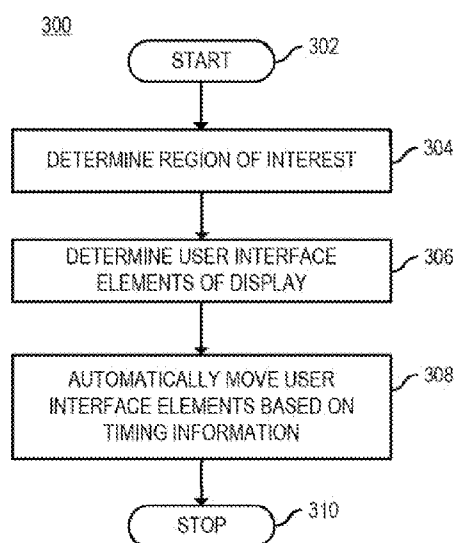 300
START
302
DETERMINE REGION OF INTEREST
304
DETERMINE USER INTERFACE
ELEMENTS OF DISPLAY
306
AUTOMATICALLY MOVE USER
INTERFACE ELEMENTS BASED ON
TIMING INFORMATION
308
STOP
310